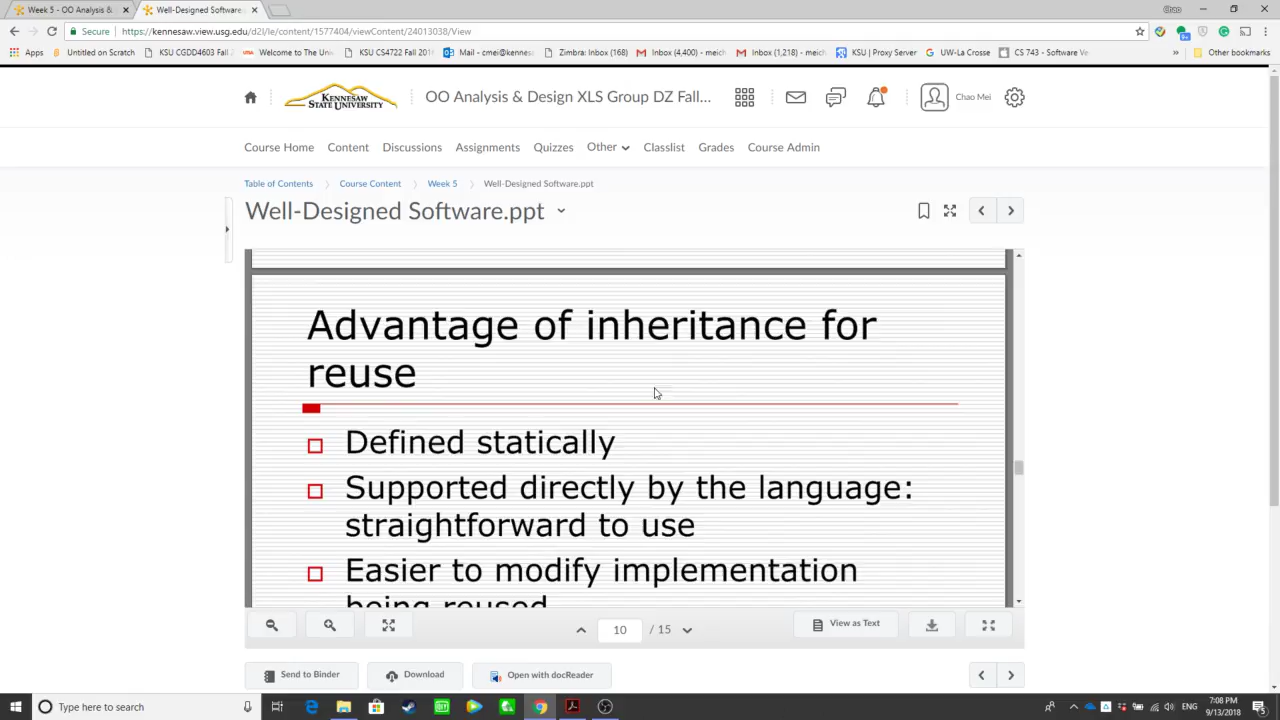 Week 5 - OO Analysis &
Well-Designed Software.
Chao
Secure
https://kennesaw.view.usg.edu/d2l/le/content/1577404/viewContent/24013038/View
Apps
Untitled on Scratch
KSU CGDD4603 Fall
Welcome to The Uni
KSU CS4722 Fall 201
Mail - cmei@kennes
Zimbra: Inbox (168)
Inbox (4,400) - meich
Inbox (1,218) - meich
KSU | Proxy Server
UW-La Crosse
CS 743 - Software Ve
»
Other bookmarks
KENNESAW
STATE UNIVERSITY
OO Analysis & Design XLS Group DZ Fall...
Chao Mei
Course Home
Content
Discussions
Assignments
Quizzes
Other
Classlist
Grades
Course Admin
Table of Contents
Course Content
Week 5
Well-Designed Software.ppt
Well-Designed Software.ppt
Advantage of inheritance for
reuse
Defined statically
Supported directly by the language:
straightforward to use
Easier to modify implementation
being reused
10 / 15
View as Text
Send to Binder
Download
Open with docReader
Type here to search
ENG
7:08 PM
9/13/2018